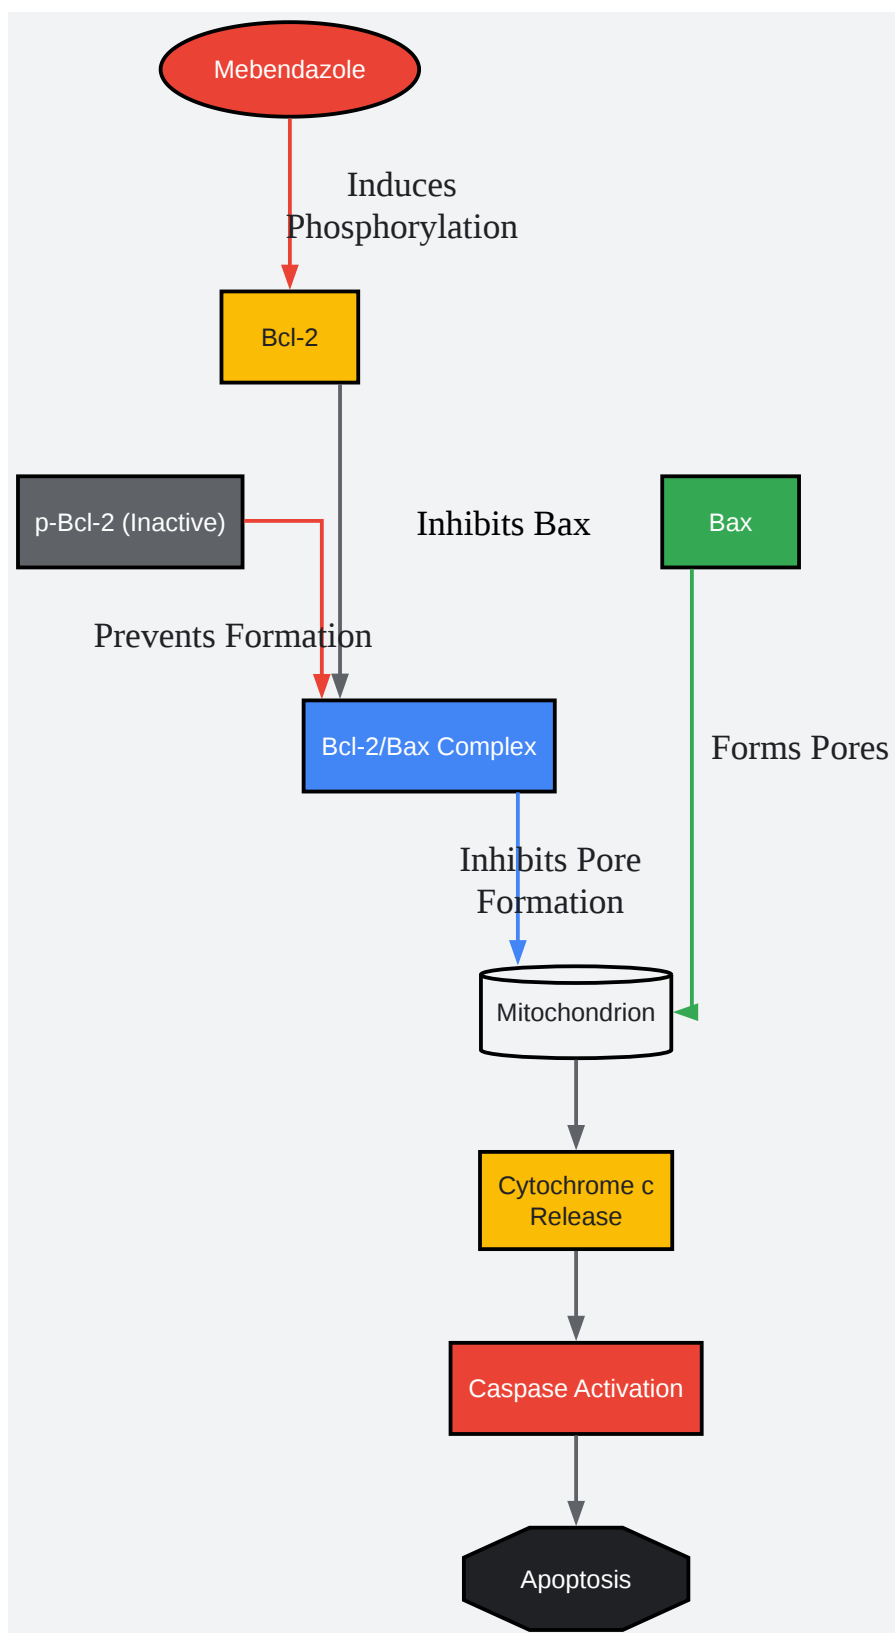 Mebendazole
Induces
Phosphorylation
Bcl-2
p-Bcl-2 (Inactive)
Inhibits Bax
Bax
Prevents Formation
Bcl-2/Bax Complex
Forms Pores
Inhibits Pore
Formation
Mitochondrion
Cytochrome c
Release
Caspase Activation
Apoptosis